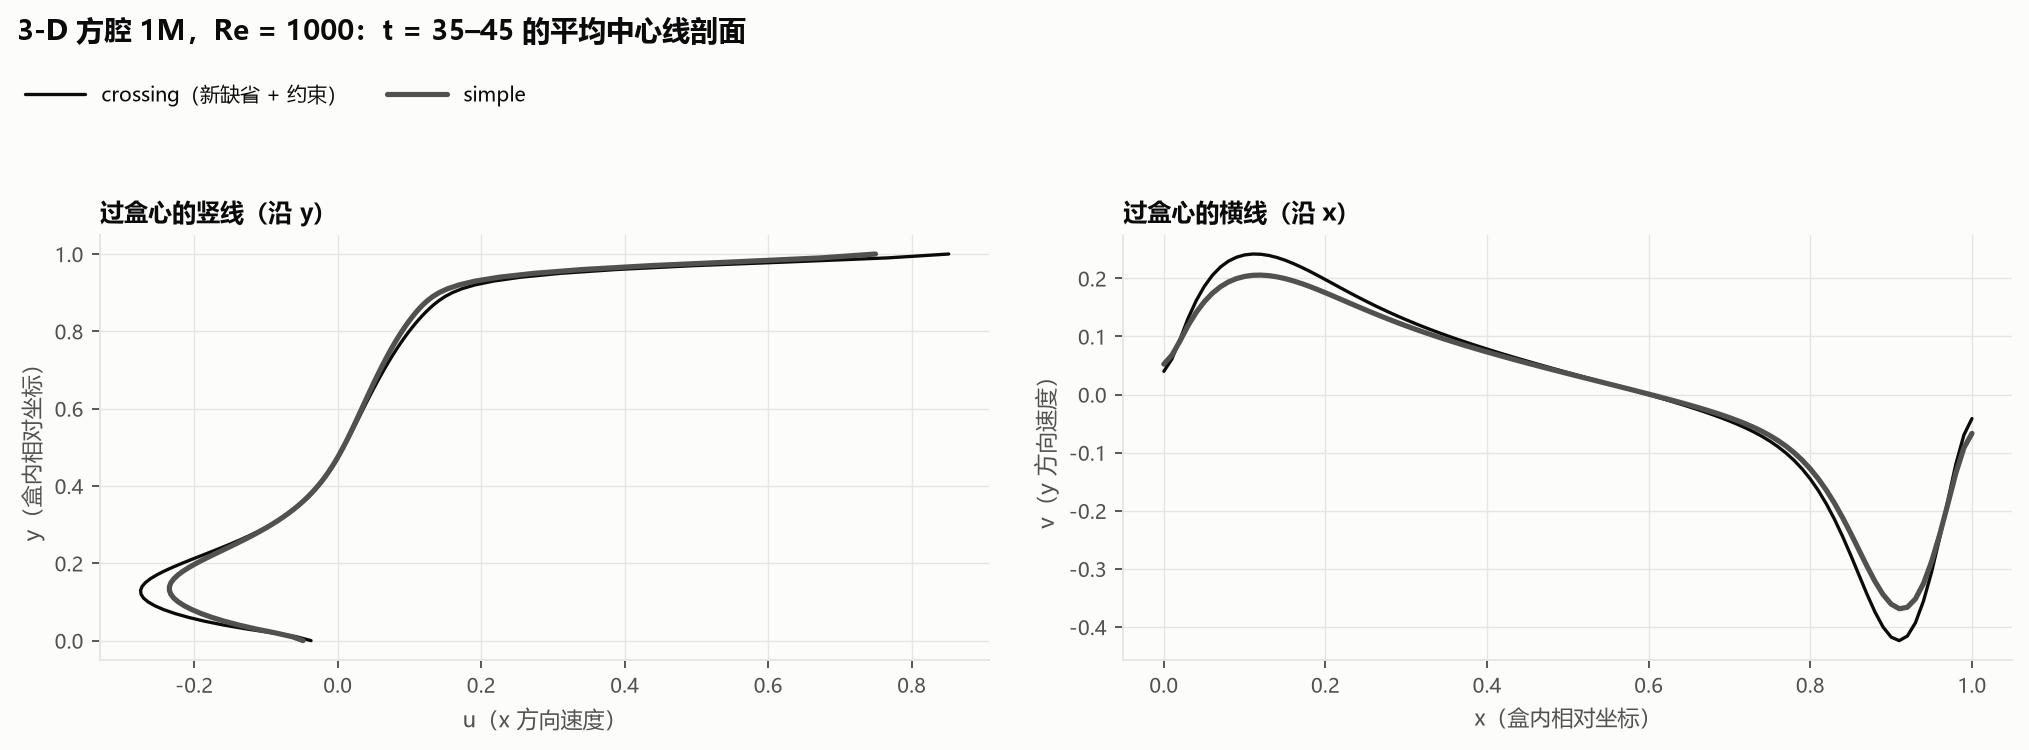 3-D 方腔 1M，Re = 1000：t = 35–45 的平均中心线剖面
crossing（新缺省 + 约束）
simple
过盒心的竖线（沿 y）
1.0
0.8
0.6
0.4
0.2
0.0
y（盒内相对坐标）
-0.2
0.0
0.2
0.4
0.6
0.8
u（x 方向速度）
过盒心的横线（沿 x）
0.2
0.1
0.0
-0.1
-0.2
-0.3
-0.4
v（y 方向速度）
0.0
0.2
0.4
0.6
0.8
1.0
x（盒内相对坐标）